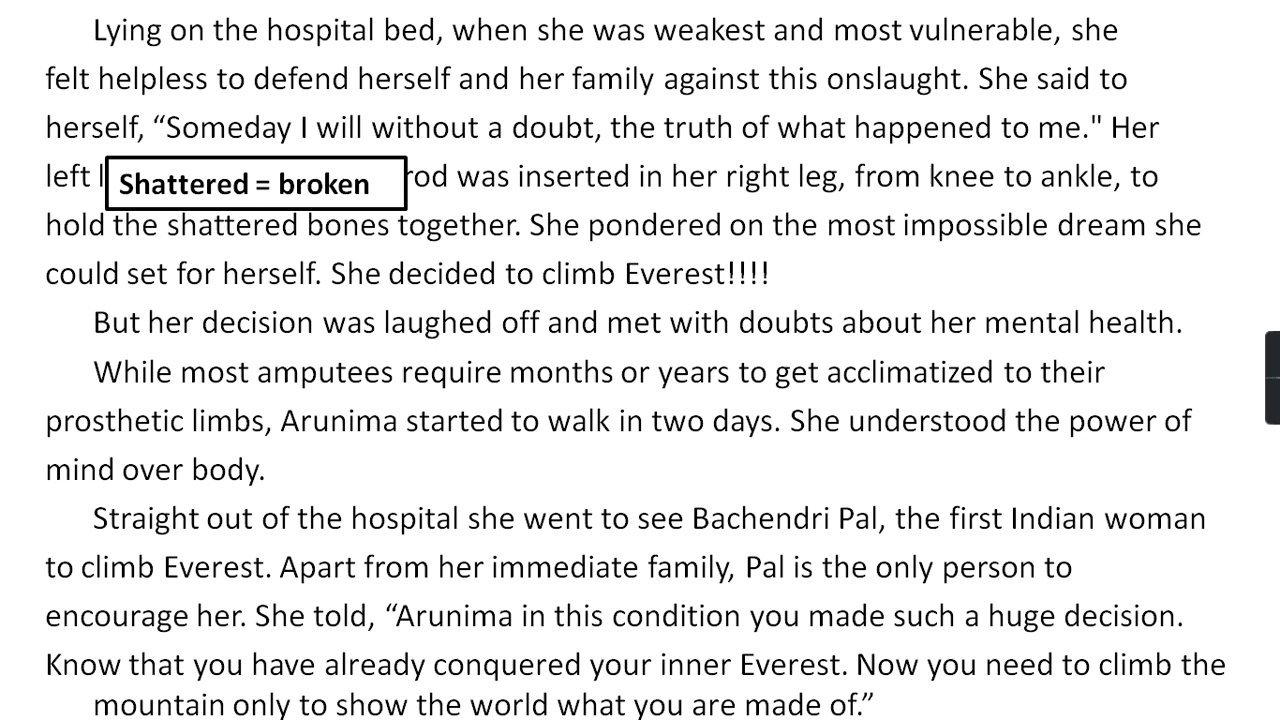 Lying on the hospital bed, when she was weakest and most vulnerable, she
felt helpless to defend herself and her family against this onslaught. She said to
herself, “Someday I will without a doubt, the truth of what happened to me." Her
left Shattered = broken rod was inserted in her right leg, from knee to ankle, to
hold the shattered bones together. She pondered on the most impossible dream she
could set for herself. She decided to climb Everest!!!!
But her decision was laughed off and met with doubts about her mental health.
While most amputees require months or years to get acclimatized to their
prosthetic limbs, Arunima started to walk in two days. She understood the power of
mind over body.
Straight out of the hospital she went to see Bachendri Pal, the first Indian woman
to climb Everest. Apart from her immediate family, Pal is the only person to
encourage her. She told, “Arunima in this condition you made such a huge decision.
Know that you have already conquered your inner Everest. Now you need to climb the
mountain only to show the world what you are made of.”